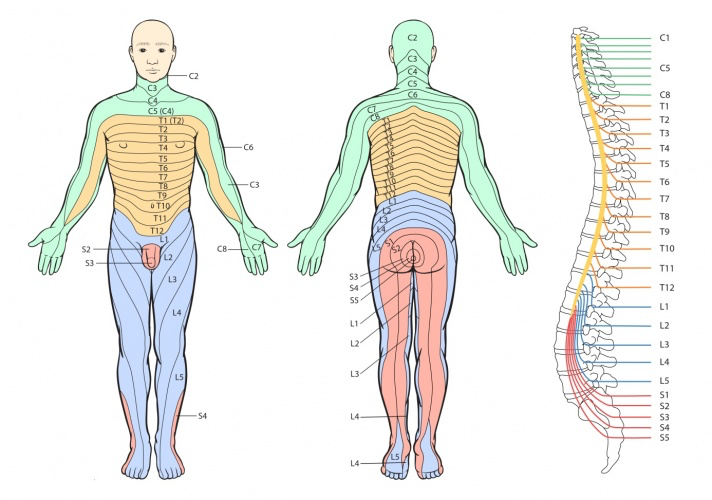 C2
C3
C4
C5 (C4)
T1 (T2)
T2
T3
T4
T5
T6
T7
T8
T9
T10
T11
T12
L1
S2
S3
L2
L3
L4
L5
S4
C6
C3
C8
C7
C2
C3
C4
C5
C6
C7
C8
L1
L2
L3
L4
L5
S1
S2
S3
S4
S5
L1
L2
L3
L4
L5
L4
C1
C5
C8
T1
T2
T3
T4
T5
T6
T7
T8
T9
T10
T11
T12
L1
L2
L3
L4
L5
S1
S2
S3
S4
S5